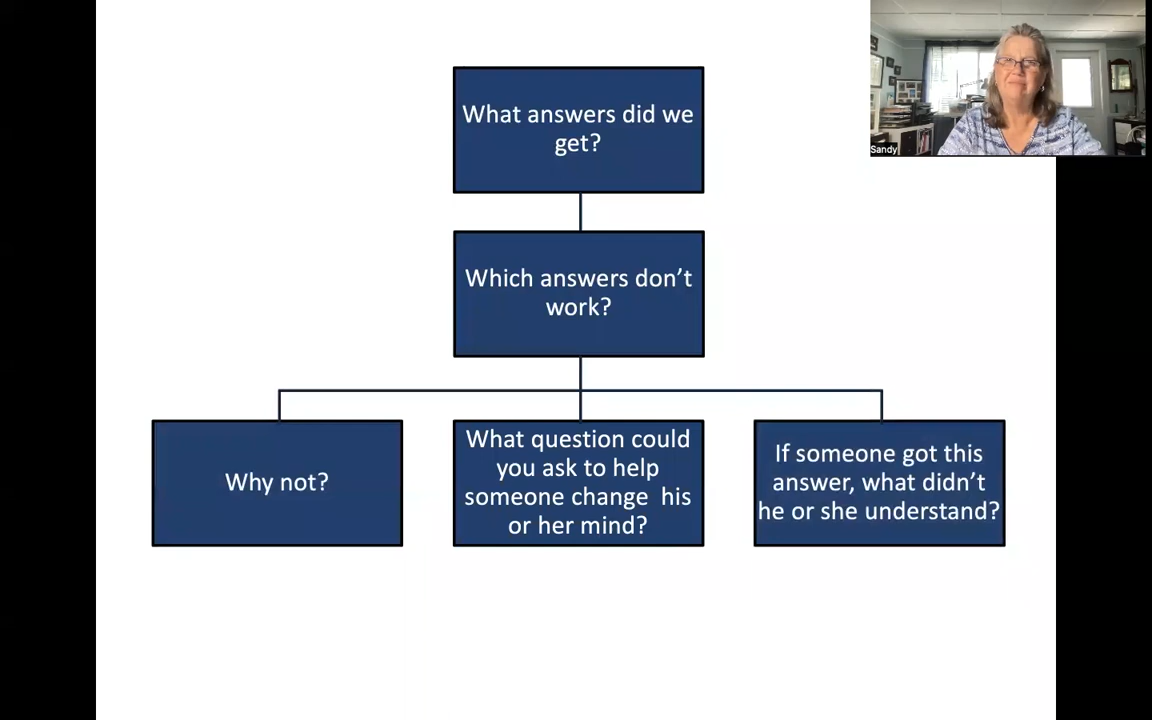 What answers did we
get?
Sandy
Which answers don’t
work?
Why not?
What question could
you ask to help
someone change  his
or her mind?
If someone got this
answer, what didn’t
he or she understand?